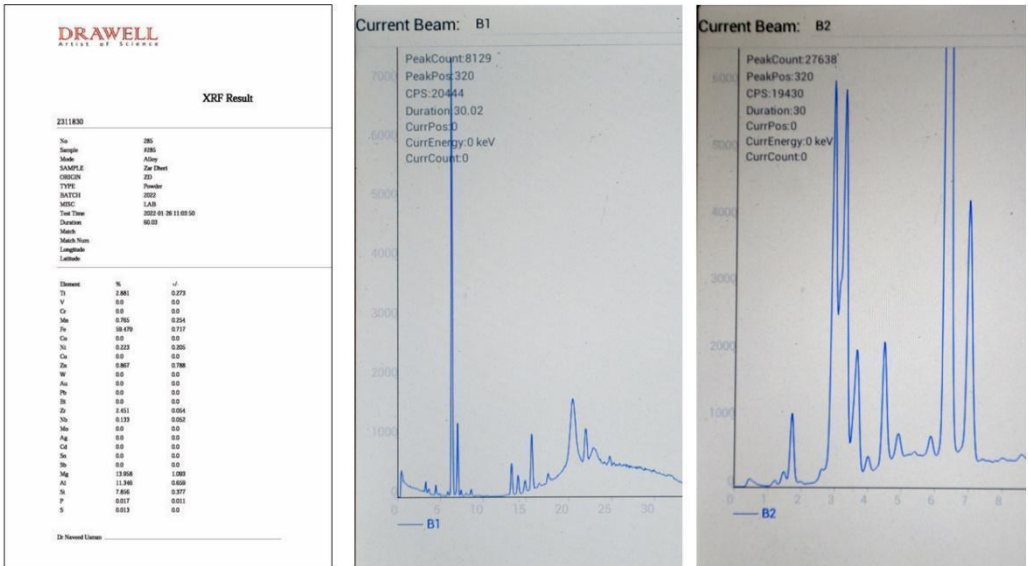 DRAWELL
Artist of Science
XRF Result
2311830
No 285
Sample #285
Mode Alloy
SAMPLE Zar Dheri
ORIGIN ZD
TYPE Powder
BATCH 2022
MISC LAB
Test Time 2022-01-26 11:03:50
Duration 60.03
Match
Match Num
Longitude
Latitude
Element % +/-
Ti 2.881 0.273
V 0.0 0.0
Cr 0.0 0.0
Mn 0.765 0.254
Fe 59.479 0.717
Co 0.0 0.0
Ni 0.223 0.205
Cu 0.0 0.0
Zn 0.867 0.788
W 0.0 0.0
Au 0.0 0.0
Pb 0.0 0.0
Bi 0.0 0.0
Zr 2.451 0.054
Nb 0.133 0.052
Mo 0.0 0.0
Ag 0.0 0.0
Cd 0.0 0.0
Sn 0.0 0.0
Sb 0.0 0.0
Mg 13.958 1.093
Al 11.346 0.659
Si 7.856 0.377
P 0.017 0.011
S 0.013 0.0
Dr Naveed Usman
Current Beam: B1
PeakCount:8129
PeakPos:320
CPS:20444
Duration:30.02
CurrPos:0
CurrEnergy:0 keV
CurrCount:0
7000
6000
5000
4000
3000
2000
1000
0
0 5 10 15 20 25 30
B1
Current Beam: B2
PeakCount:27638
PeakPos:320
CPS:19430
Duration:30
CurrPos:0
CurrEnergy:0 keV
CurrCount:0
6000
5000
4000
3000
2000
1000
0
0 1 2 3 4 5 6 7 8
B2